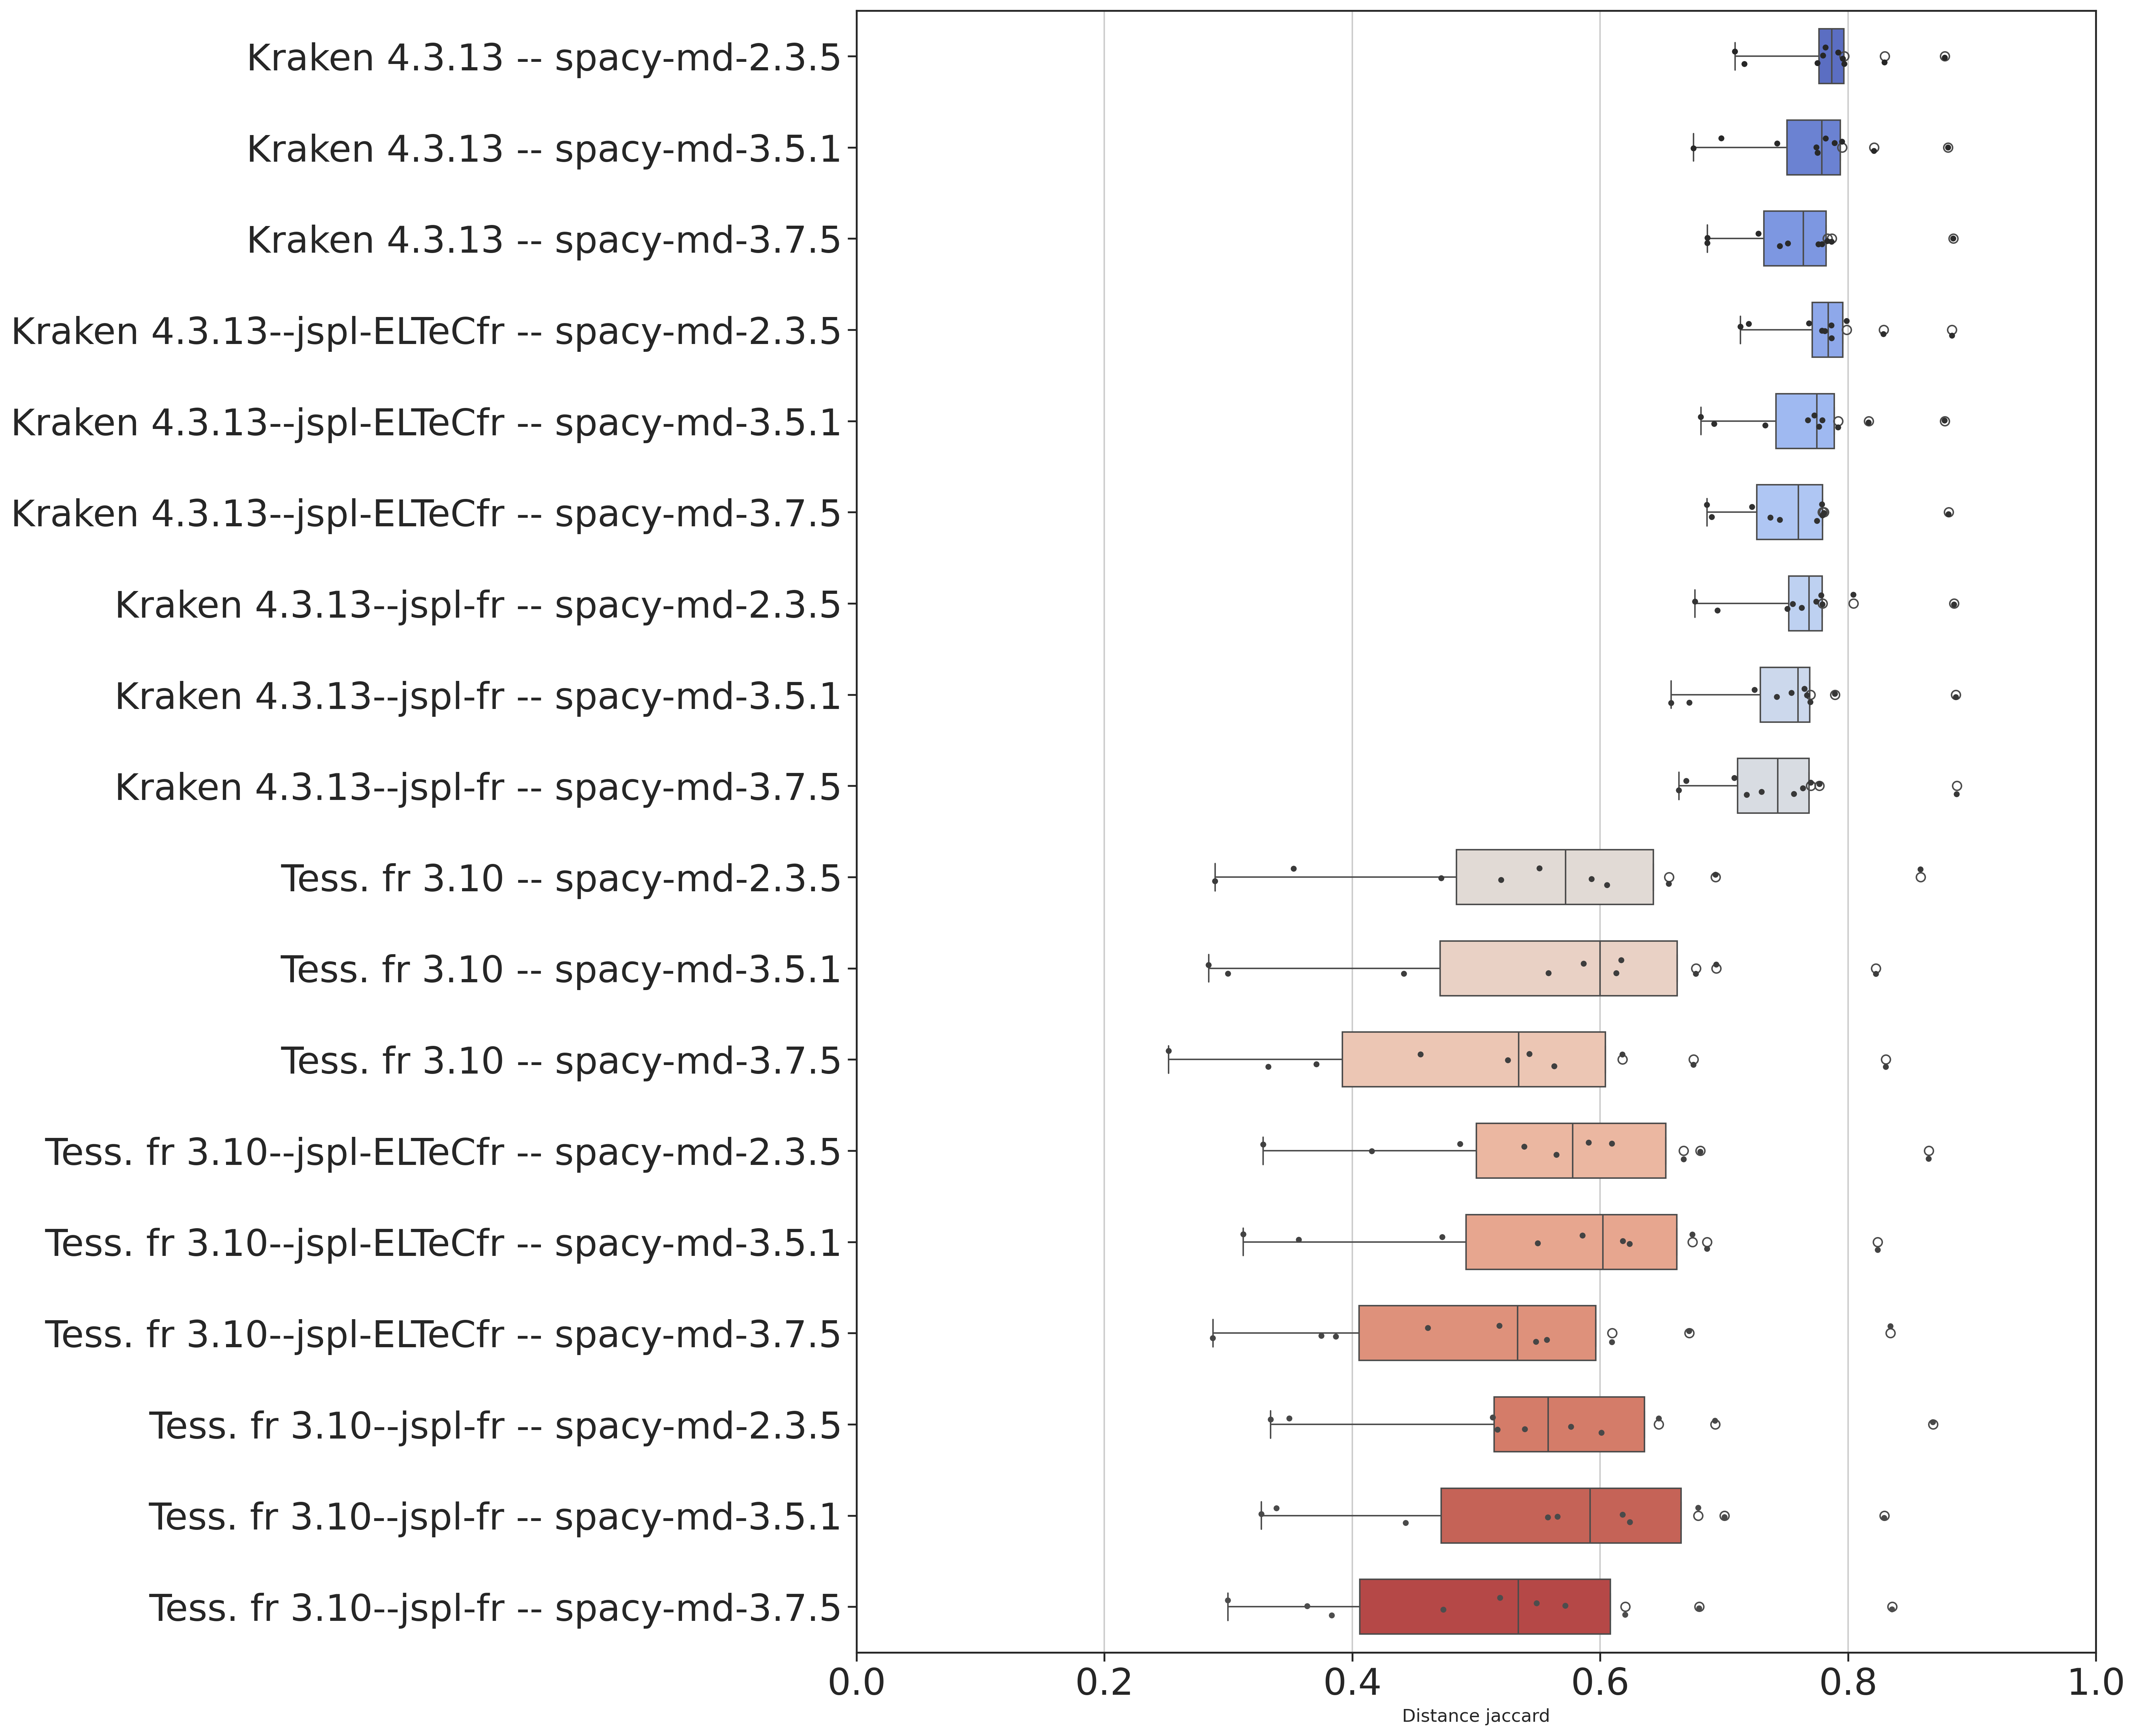 Kraken 4.3.13 -- spacy-md-2.3.5
Kraken 4.3.13 -- spacy-md-3.5.1
Kraken 4.3.13 -- spacy-md-3.7.5
Kraken 4.3.13--jspl-ELTeCfr -- spacy-md-2.3.5
Kraken 4.3.13--jspl-ELTeCfr -- spacy-md-3.5.1
Kraken 4.3.13--jspl-ELTeCfr -- spacy-md-3.7.5
Kraken 4.3.13--jspl-fr -- spacy-md-2.3.5
Kraken 4.3.13--jspl-fr -- spacy-md-3.5.1
Kraken 4.3.13--jspl-fr -- spacy-md-3.7.5
Tess. fr 3.10 -- spacy-md-2.3.5
Tess. fr 3.10 -- spacy-md-3.5.1
Tess. fr 3.10 -- spacy-md-3.7.5
Tess. fr 3.10--jspl-ELTeCfr -- spacy-md-2.3.5
Tess. fr 3.10--jspl-ELTeCfr -- spacy-md-3.5.1
Tess. fr 3.10--jspl-ELTeCfr -- spacy-md-3.7.5
Tess. fr 3.10--jspl-fr -- spacy-md-2.3.5
Tess. fr 3.10--jspl-fr -- spacy-md-3.5.1
Tess. fr 3.10--jspl-fr -- spacy-md-3.7.5
0.0 0.2 0.4 0.6 0.8 1.0
Distance jaccard